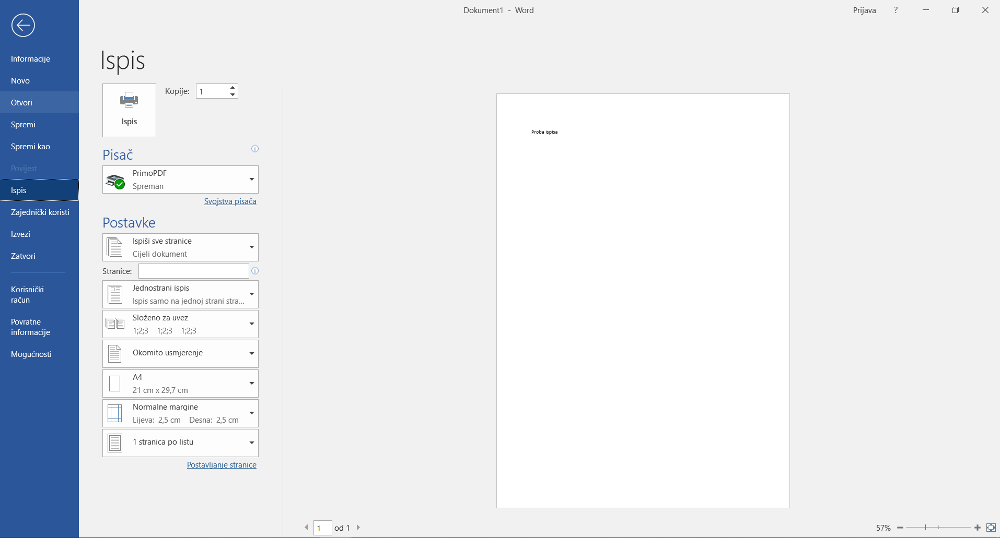 Dokument1 - Word
Prijava
?
Informacije
Novo
Otvori
Spremi
Spremi kao
Povijest
Ispis
Zajednički koristi
Izvezi
Zatvori
Korisnički
račun
Povratne
informacije
Mogućnosti
Ispis
Ispis
Kopije: 1
Pisač
PrimoPDF
Spreman
Svojstva pisača
Postavke
Ispiši sve stranice
Cijeli dokument
Stranice:
Jednostrani ispis
Ispis samo na jednoj strani stra...
Složeno za uvez
1;2;3 1;2;3 1;2;3
Okomito usmjerenje
A4
21 cm x 29,7 cm
Normalne margine
Lijeva: 2,5 cm Desna: 2,5 cm
1 stranica po listu
Postavljanje stranice
Proba ispisa
1 od 1
57%